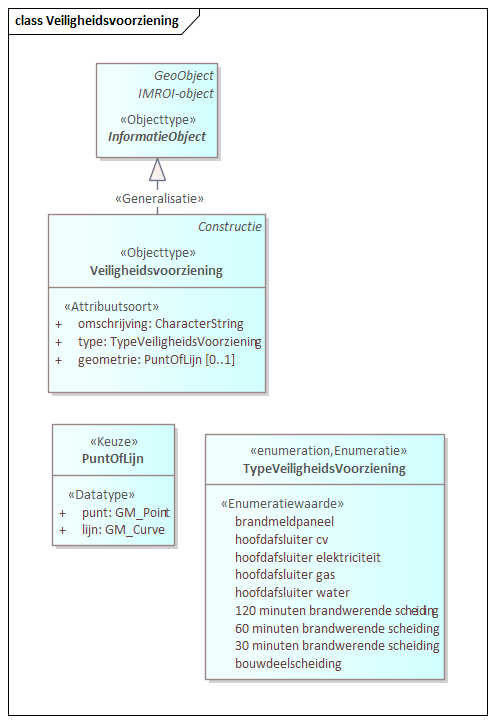 class Veiligheidsvoorziening
GeoObject
IMROI-object
«Objecttype»
InformatieObject
«Generalisatie»
Constructie
«Objecttype»
Veiligheidsvoorziening
«Attribuutsoort»
+ omschrijving: CharacterString
+ type: TypeVeiligheidsVoorziening
+ geometrie: PuntOfLijn [0..1]
«Keuze»
PuntOfLijn
«Datatype»
+ punt: GM_Point
+ lijn: GM_Curve
«enumeration,Enumeratie»
TypeVeiligheidsVoorziening
«Enumeratiewaarde»
brandmeldpaneel
hoofdafsluiter cv
hoofdafsluiter elektriciteit
hoofdafsluiter gas
hoofdafsluiter water
120 minuten brandwerende scheiding
60 minuten brandwerende scheiding
30 minuten brandwerende scheiding
bouwdeelscheiding